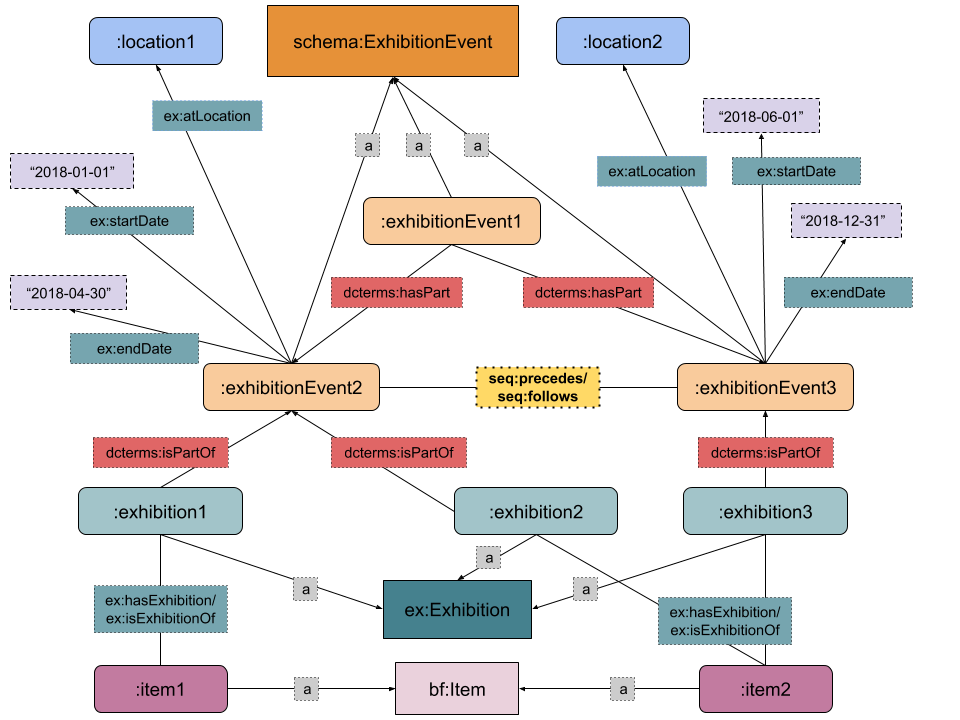 :location1
schema:ExhibitionEvent
:location2
ex:atLocation
“2018-06-01”
a
a
a
“2018-01-01”
ex:atLocation
ex:startDate
ex:startDate
:exhibitionEvent1
“2018-12-31”
“2018-04-30”
dcterms:hasPart
dcterms:hasPart
ex:endDate
ex:endDate
:exhibitionEvent2
seq:precedes/
seq:follows
:exhibitionEvent3
dcterms:isPartOf
dcterms:isPartOf
dcterms:isPartOf
:exhibition1
:exhibition2
:exhibition3
a
a
a
ex:Exhibition
ex:hasExhibition/
ex:isExhibitionOf
ex:hasExhibition/
ex:isExhibitionOf
:item1
a
bf:Item
a
:item2